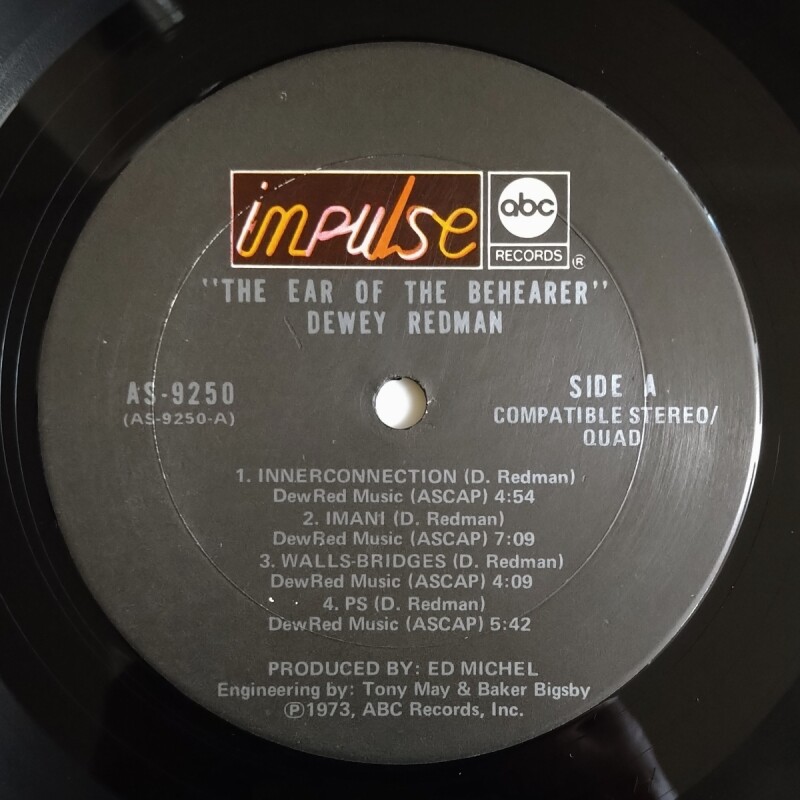 impulse
abc
RECORDS ®
"THE EAR OF THE BEHEARER"
DEWEY REDMAN
AS-9250
(AS-9250-A)
SIDE A
COMPATIBLE STEREO/
QUAD
1. INNERCONNECTION (D. Redman)
DewRed Music (ASCAP) 4:54
2. IMANI (D. Redman)
DewRed Music (ASCAP) 7:09
3. WALLS-BRIDGES (D. Redman)
DewRed Music (ASCAP) 4:09
4. PS (D. Redman)
DewRed Music (ASCAP) 5:42
PRODUCED BY: ED MICHEL
Engineering by: Tony May & Baker Bigsby
℗1973, ABC Records, Inc.